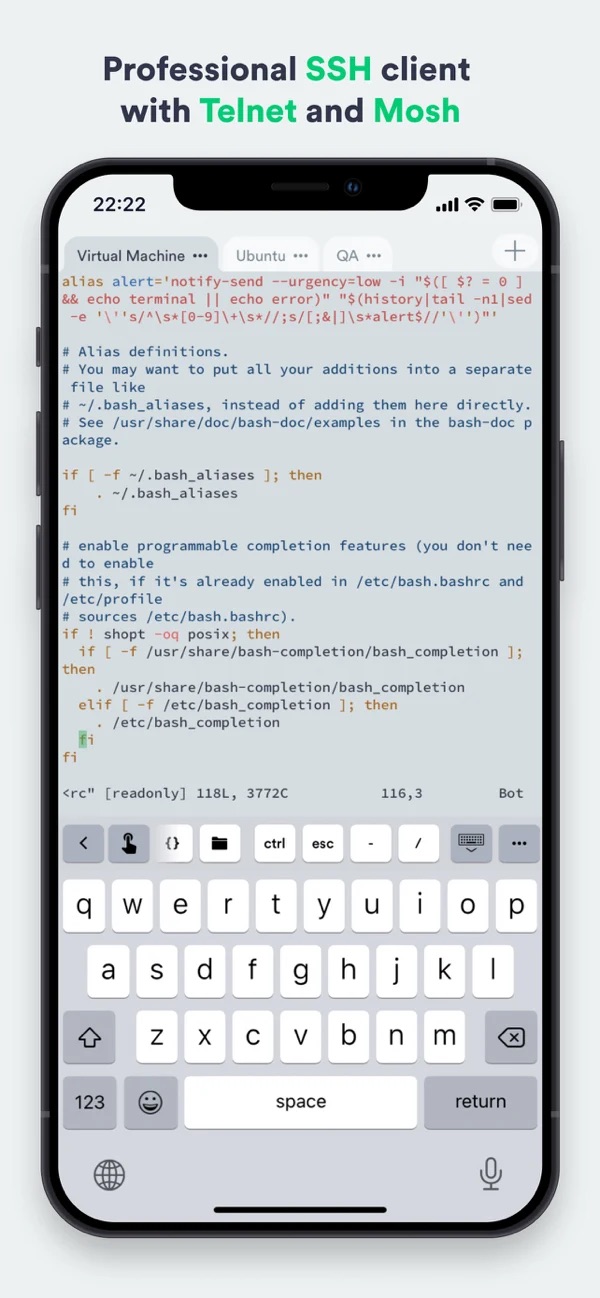 Professional SSH client
with Telnet and Mosh
22:22
Virtual Machine ••• Ubuntu ••• QA •••
alias alert='notify-send --urgency=low -i "$([ $? = 0 ]
&& echo terminal || echo error)" "$(history|tail -n1|sed
-e '\''s/^\s*[0-9]\+\s*//;s/[;&|]\s*alert$//'\'')"'
# Alias definitions.
# You may want to put all your additions into a separate
file like
# ~/.bash_aliases, instead of adding them here directly.
# See /usr/share/doc/bash-doc/examples in the bash-doc p
ackage.
if [ -f ~/.bash_aliases ]; then
. ~/.bash_aliases
fi
# enable programmable completion features (you don't nee
d to enable
# this, if it's already enabled in /etc/bash.bashrc and
/etc/profile
# sources /etc/bash.bashrc).
if ! shopt -oq posix; then
if [ -f /usr/share/bash-completion/bash_completion ];
then
. /usr/share/bash-completion/bash_completion
elif [ -f /etc/bash_completion ]; then
. /etc/bash_completion
fi
fi
<rc" [readonly] 118L, 3772C 116,3 Bot
{} ctrl esc - / •••
q w e r t y u i o p
a s d f g h j k l
z x c v b n m
123 space return